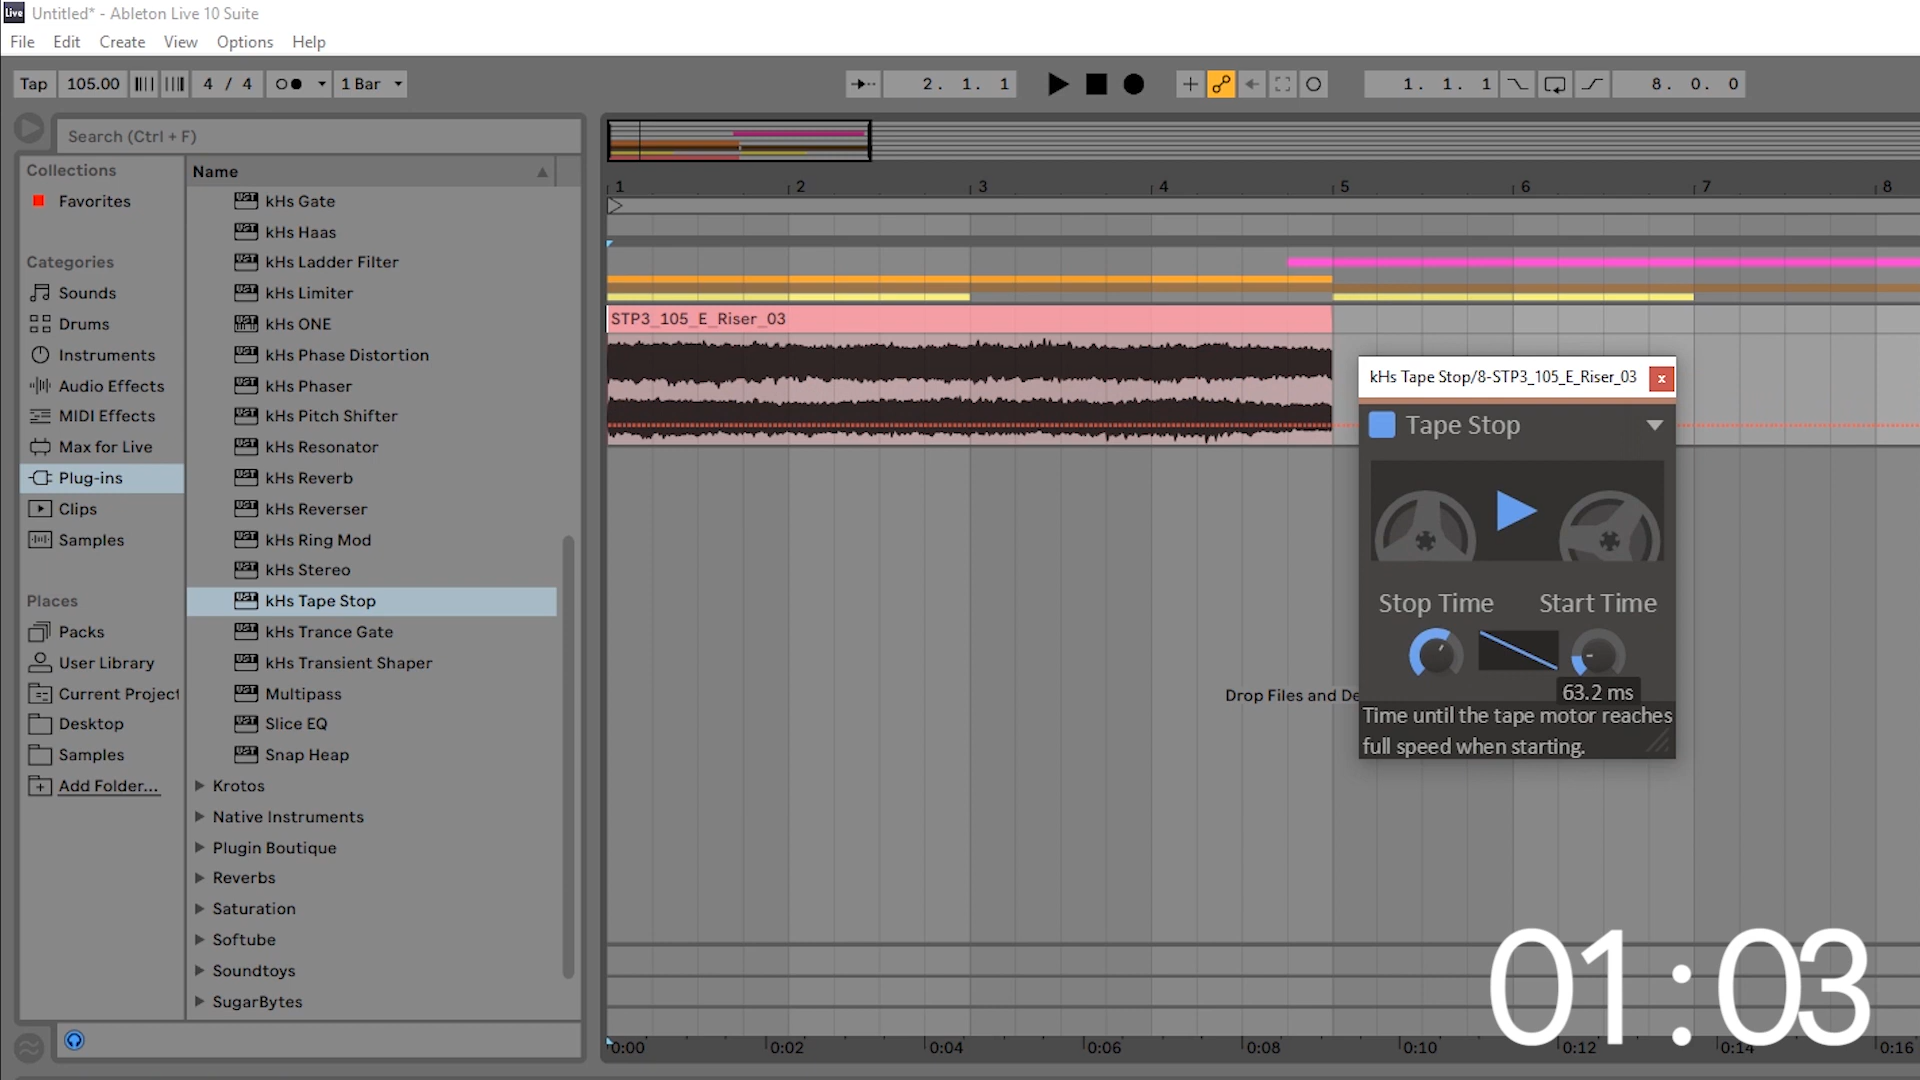 Live Untitled* - Ableton Live 10 Suite
File Edit Create View Options Help
Tap 105.00 4 / 4 1 Bar 2. 1. 1 1. 1. 1 8. 0. 0
Search (Ctrl + F)
Collections
Favorites
Categories
Sounds
Drums
Instruments
Audio Effects
MIDI Effects
Max for Live
Plug-ins
Clips
Samples
Places
Packs
User Library
Current Project
Desktop
Samples
Add Folder...
Name
kHs Gate
kHs Haas
kHs Ladder Filter
kHs Limiter
kHs ONE
kHs Phase Distortion
kHs Phaser
kHs Pitch Shifter
kHs Resonator
kHs Reverb
kHs Reverser
kHs Ring Mod
kHs Stereo
kHs Tape Stop
kHs Trance Gate
kHs Transient Shaper
Multipass
Slice EQ
Snap Heap
Krotos
Native Instruments
Plugin Boutique
Reverbs
Saturation
Softube
Soundtoys
SugarBytes
1 2 3 4 5 6 7 8
STP3_105_E_Riser_03
kHs Tape Stop/8-STP3_105_E_Riser_03 x
Tape Stop
Stop Time Start Time
63.2 ms
Time until the tape motor reaches
full speed when starting.
Drop Files and De
01:03
0:00 0:02 0:04 0:06 0:08 0:10 0:12 0:14 0:16